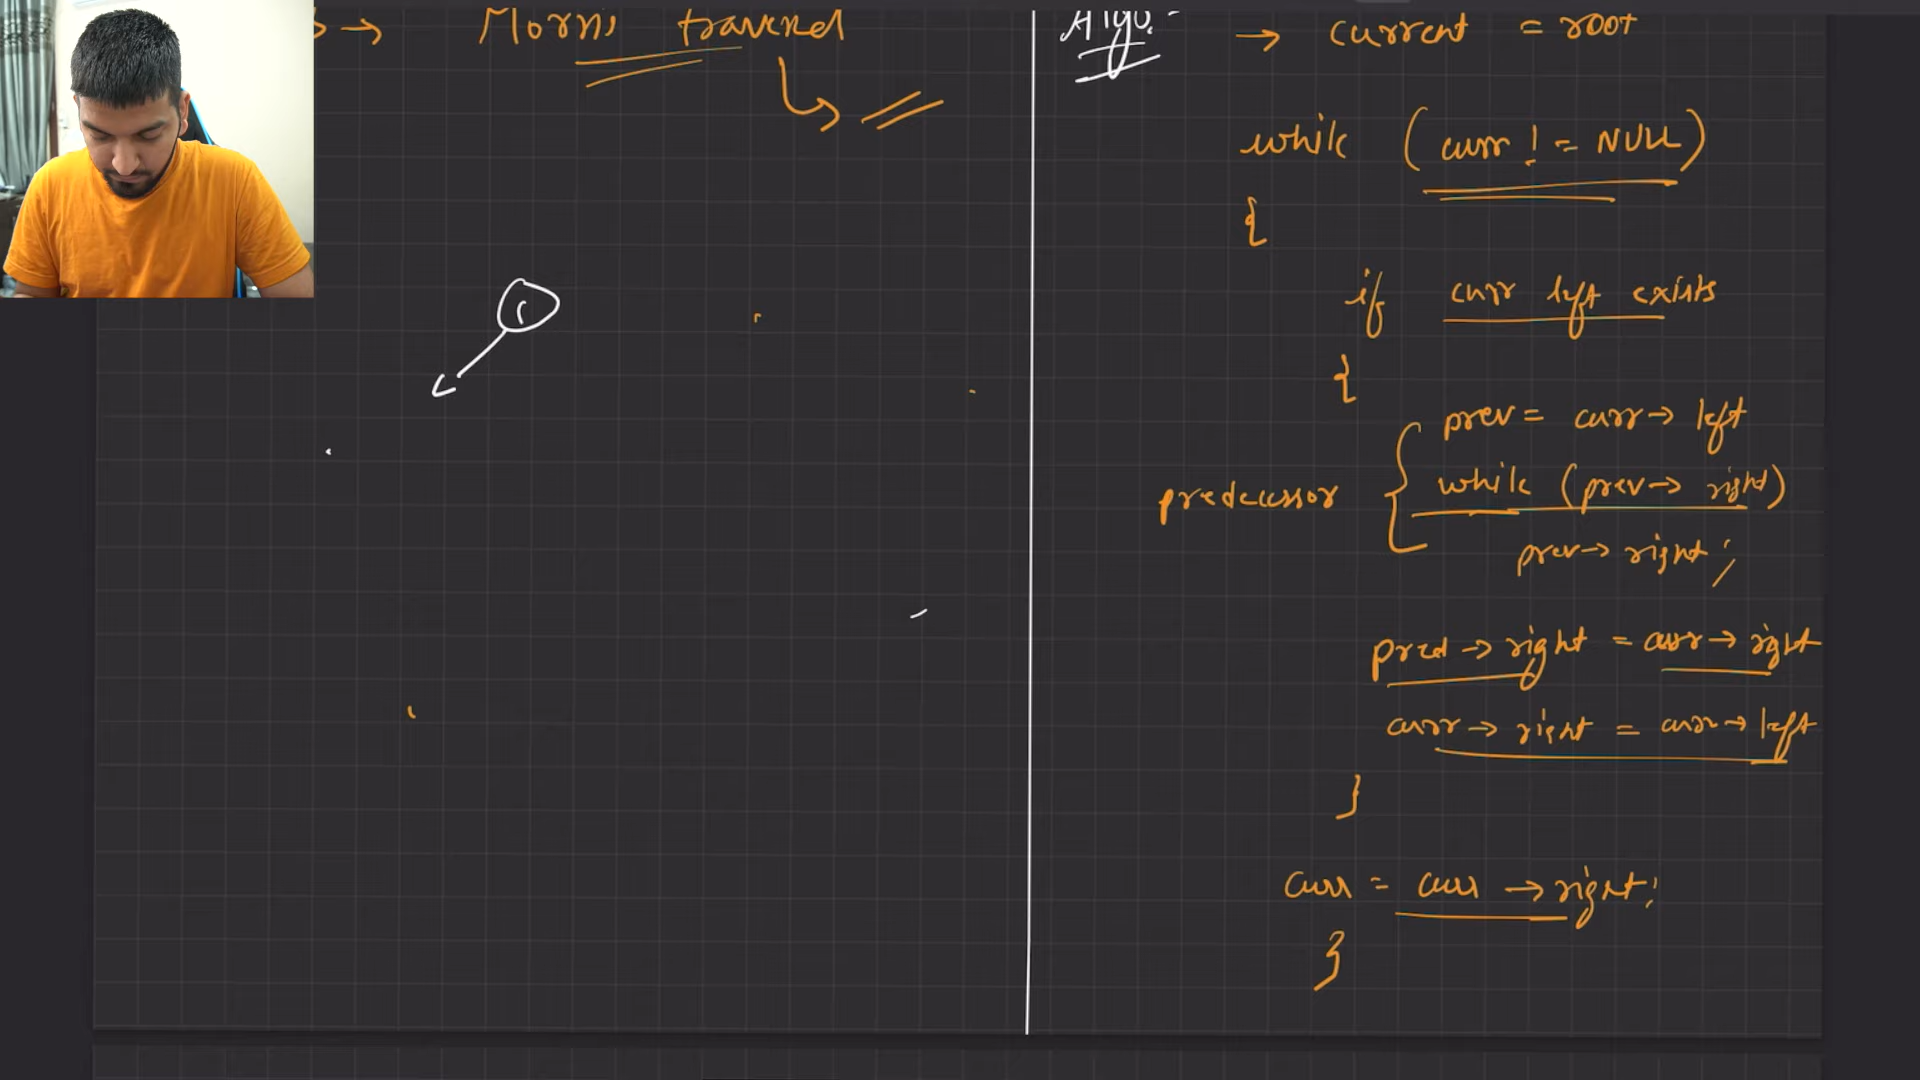 → Morris traversal
Algo:-
→ current = root
while (curr != NULL)
{
if curr left exists
{
prev = curr → left
while (prev → right)
predecessor
prev → right ;
pred → right = curr → right
curr → right = curr → left
}
curr = curr → right;
}